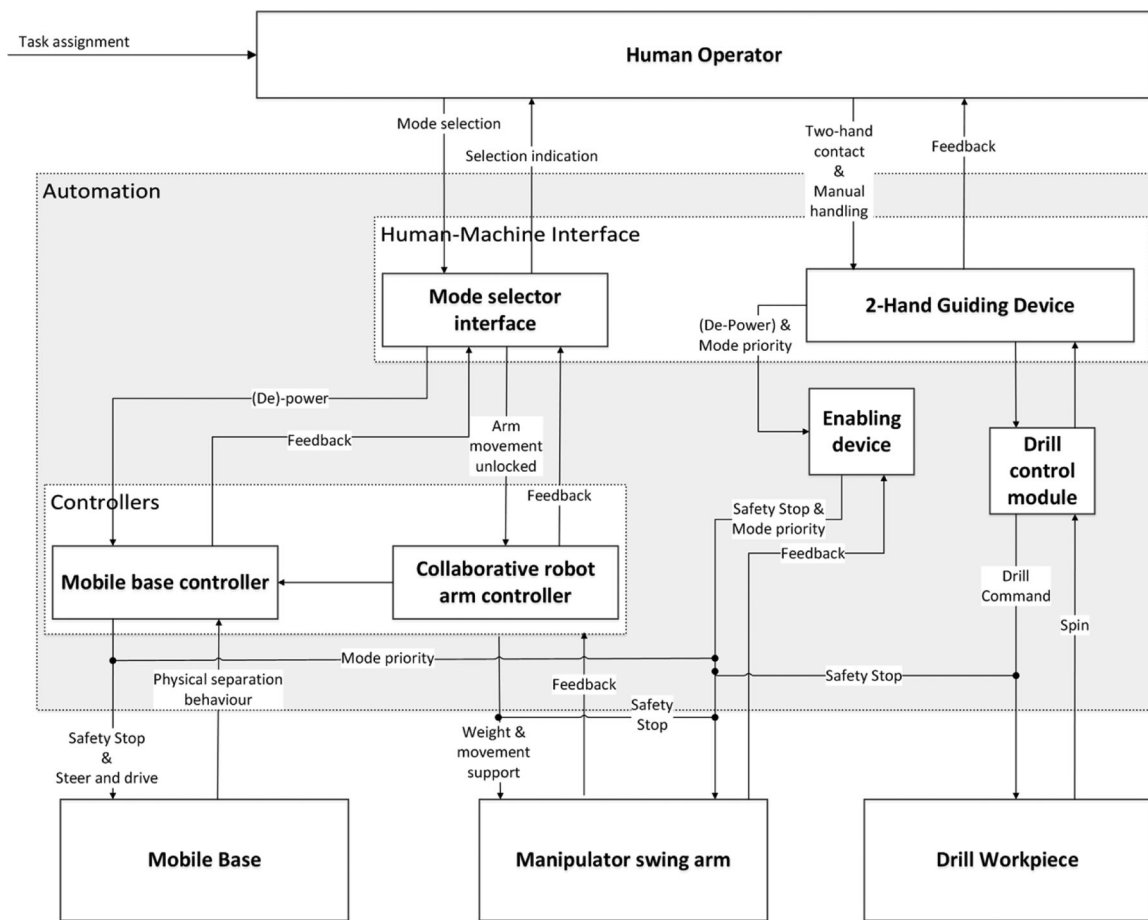 Task assignment
Human Operator
Mode selection
Selection indication
Two-hand
contact
&
Manual
handling
Feedback
Automation
Human-Machine Interface
Mode selector
interface
2-Hand Guiding Device
(De-Power) &
Mode priority
(De)-power
Feedback
Arm
movement
unlocked
Feedback
Enabling
device
Drill
control
module
Controllers
Safety Stop &
Mode priority
Feedback
Mobile base controller
Collaborative robot
arm controller
Drill
Command
Spin
Mode priority
Physical separation
behaviour
Feedback
Safety Stop
Safety
Stop
Safety Stop
&
Steer and drive
Weight &
movement
support
Mobile Base
Manipulator swing arm
Drill Workpiece